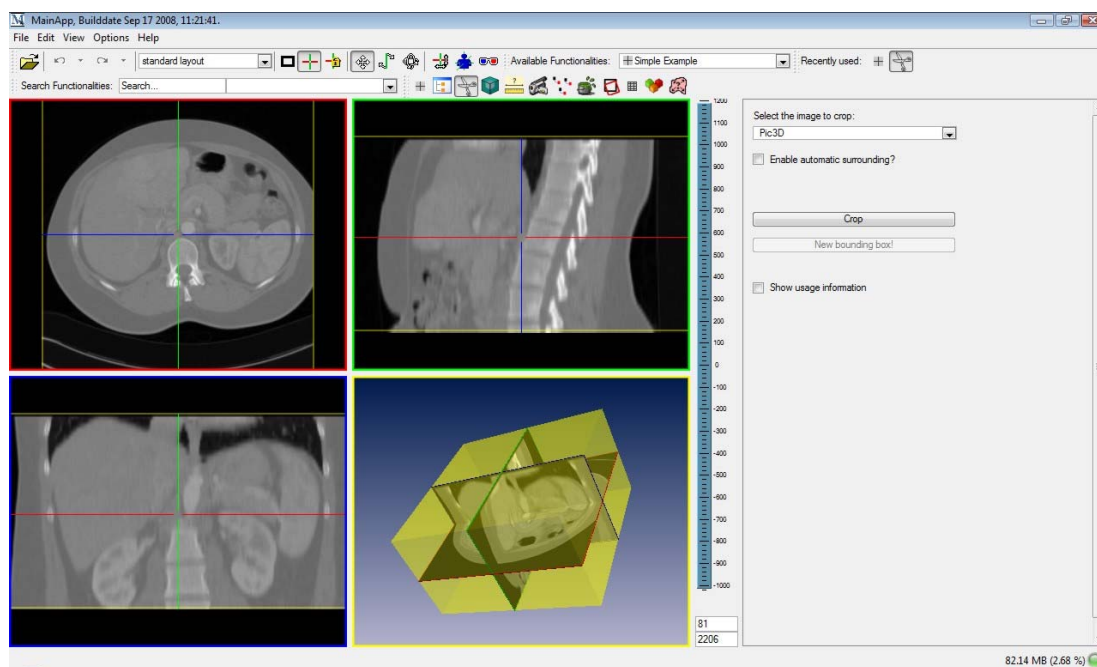 MainApp, Builddate Sep 17 2008, 11:21:41.
File Edit View Options Help
standard layout
Available Functionalities: Simple Example
Recently used:
Search Functionalities: Search...
1200
1100
1000
900
800
700
600
500
400
300
200
100
0
-100
-200
-300
-400
-500
-600
-700
-800
-900
-1000
81
2206
Select the image to crop:
Pic3D
Enable automatic surrounding?
Crop
New bounding box!
Show usage information
82.14 MB (2.68 %)